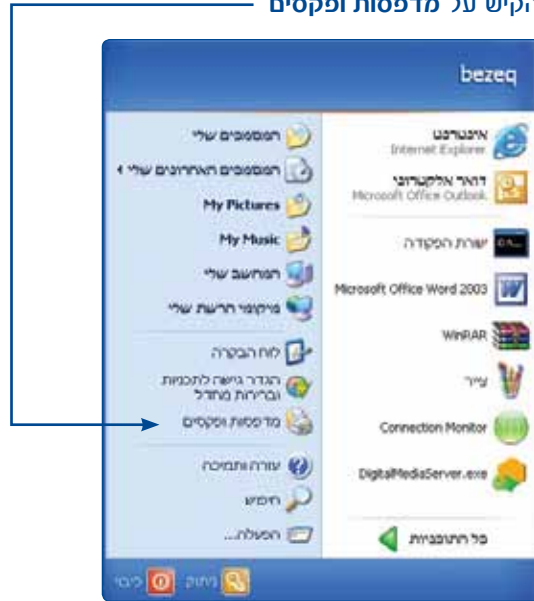 הקיש על מדפסות ופקסים
bezeq
אינטרנט
Internet Explorer
דואר אלקטרוני
Microsoft Office Outlook
שורת הפקודה
Microsoft Office Word 2003
WinRAR
צייר
Connection Monitor
DigitalMediaServer.exe
כל התוכניות
המסמכים שלי
המסמכים האחרונים שלי
My Pictures
My Music
המחשב שלי
מיקומי הרשת שלי
לוח הבקרה
הגדר גישה לתכניות
וברירות מחדל
מדפסות ופקסים
עזרה ותמיכה
חיפוש
הפעלה...
ניתוק
כיבוי